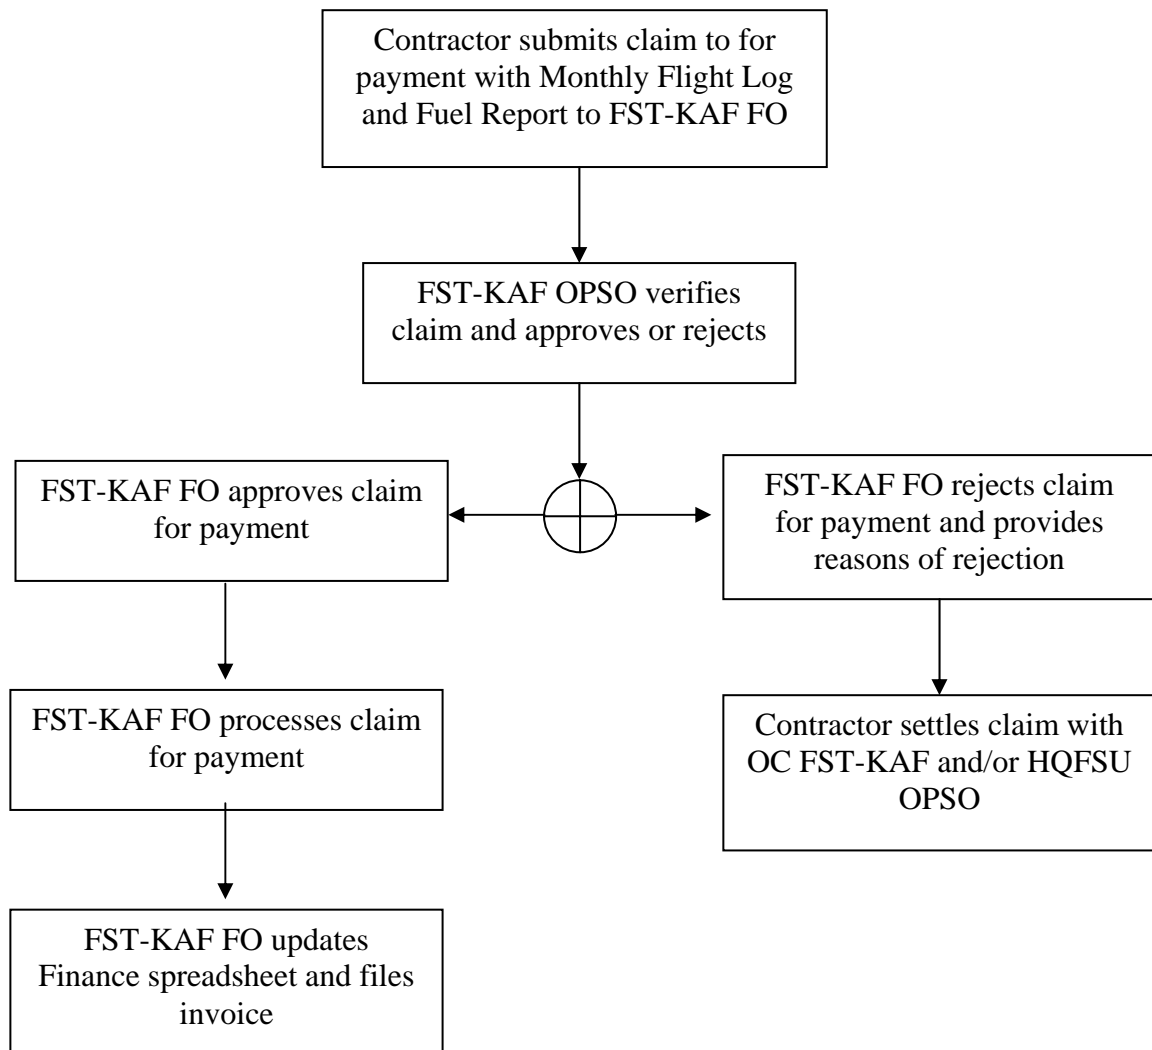 Contractor submits claim to for
payment with Monthly Flight Log
and Fuel Report to FST-KAF FO
FST-KAF OPSO verifies
claim and approves or rejects
FST-KAF FO approves claim
for payment
FST-KAF FO rejects claim
for payment and provides
reasons of rejection
FST-KAF FO processes claim
for payment
Contractor settles claim with
OC FST-KAF and/or HQFSU
OPSO
FST-KAF FO updates
Finance spreadsheet and files
invoice